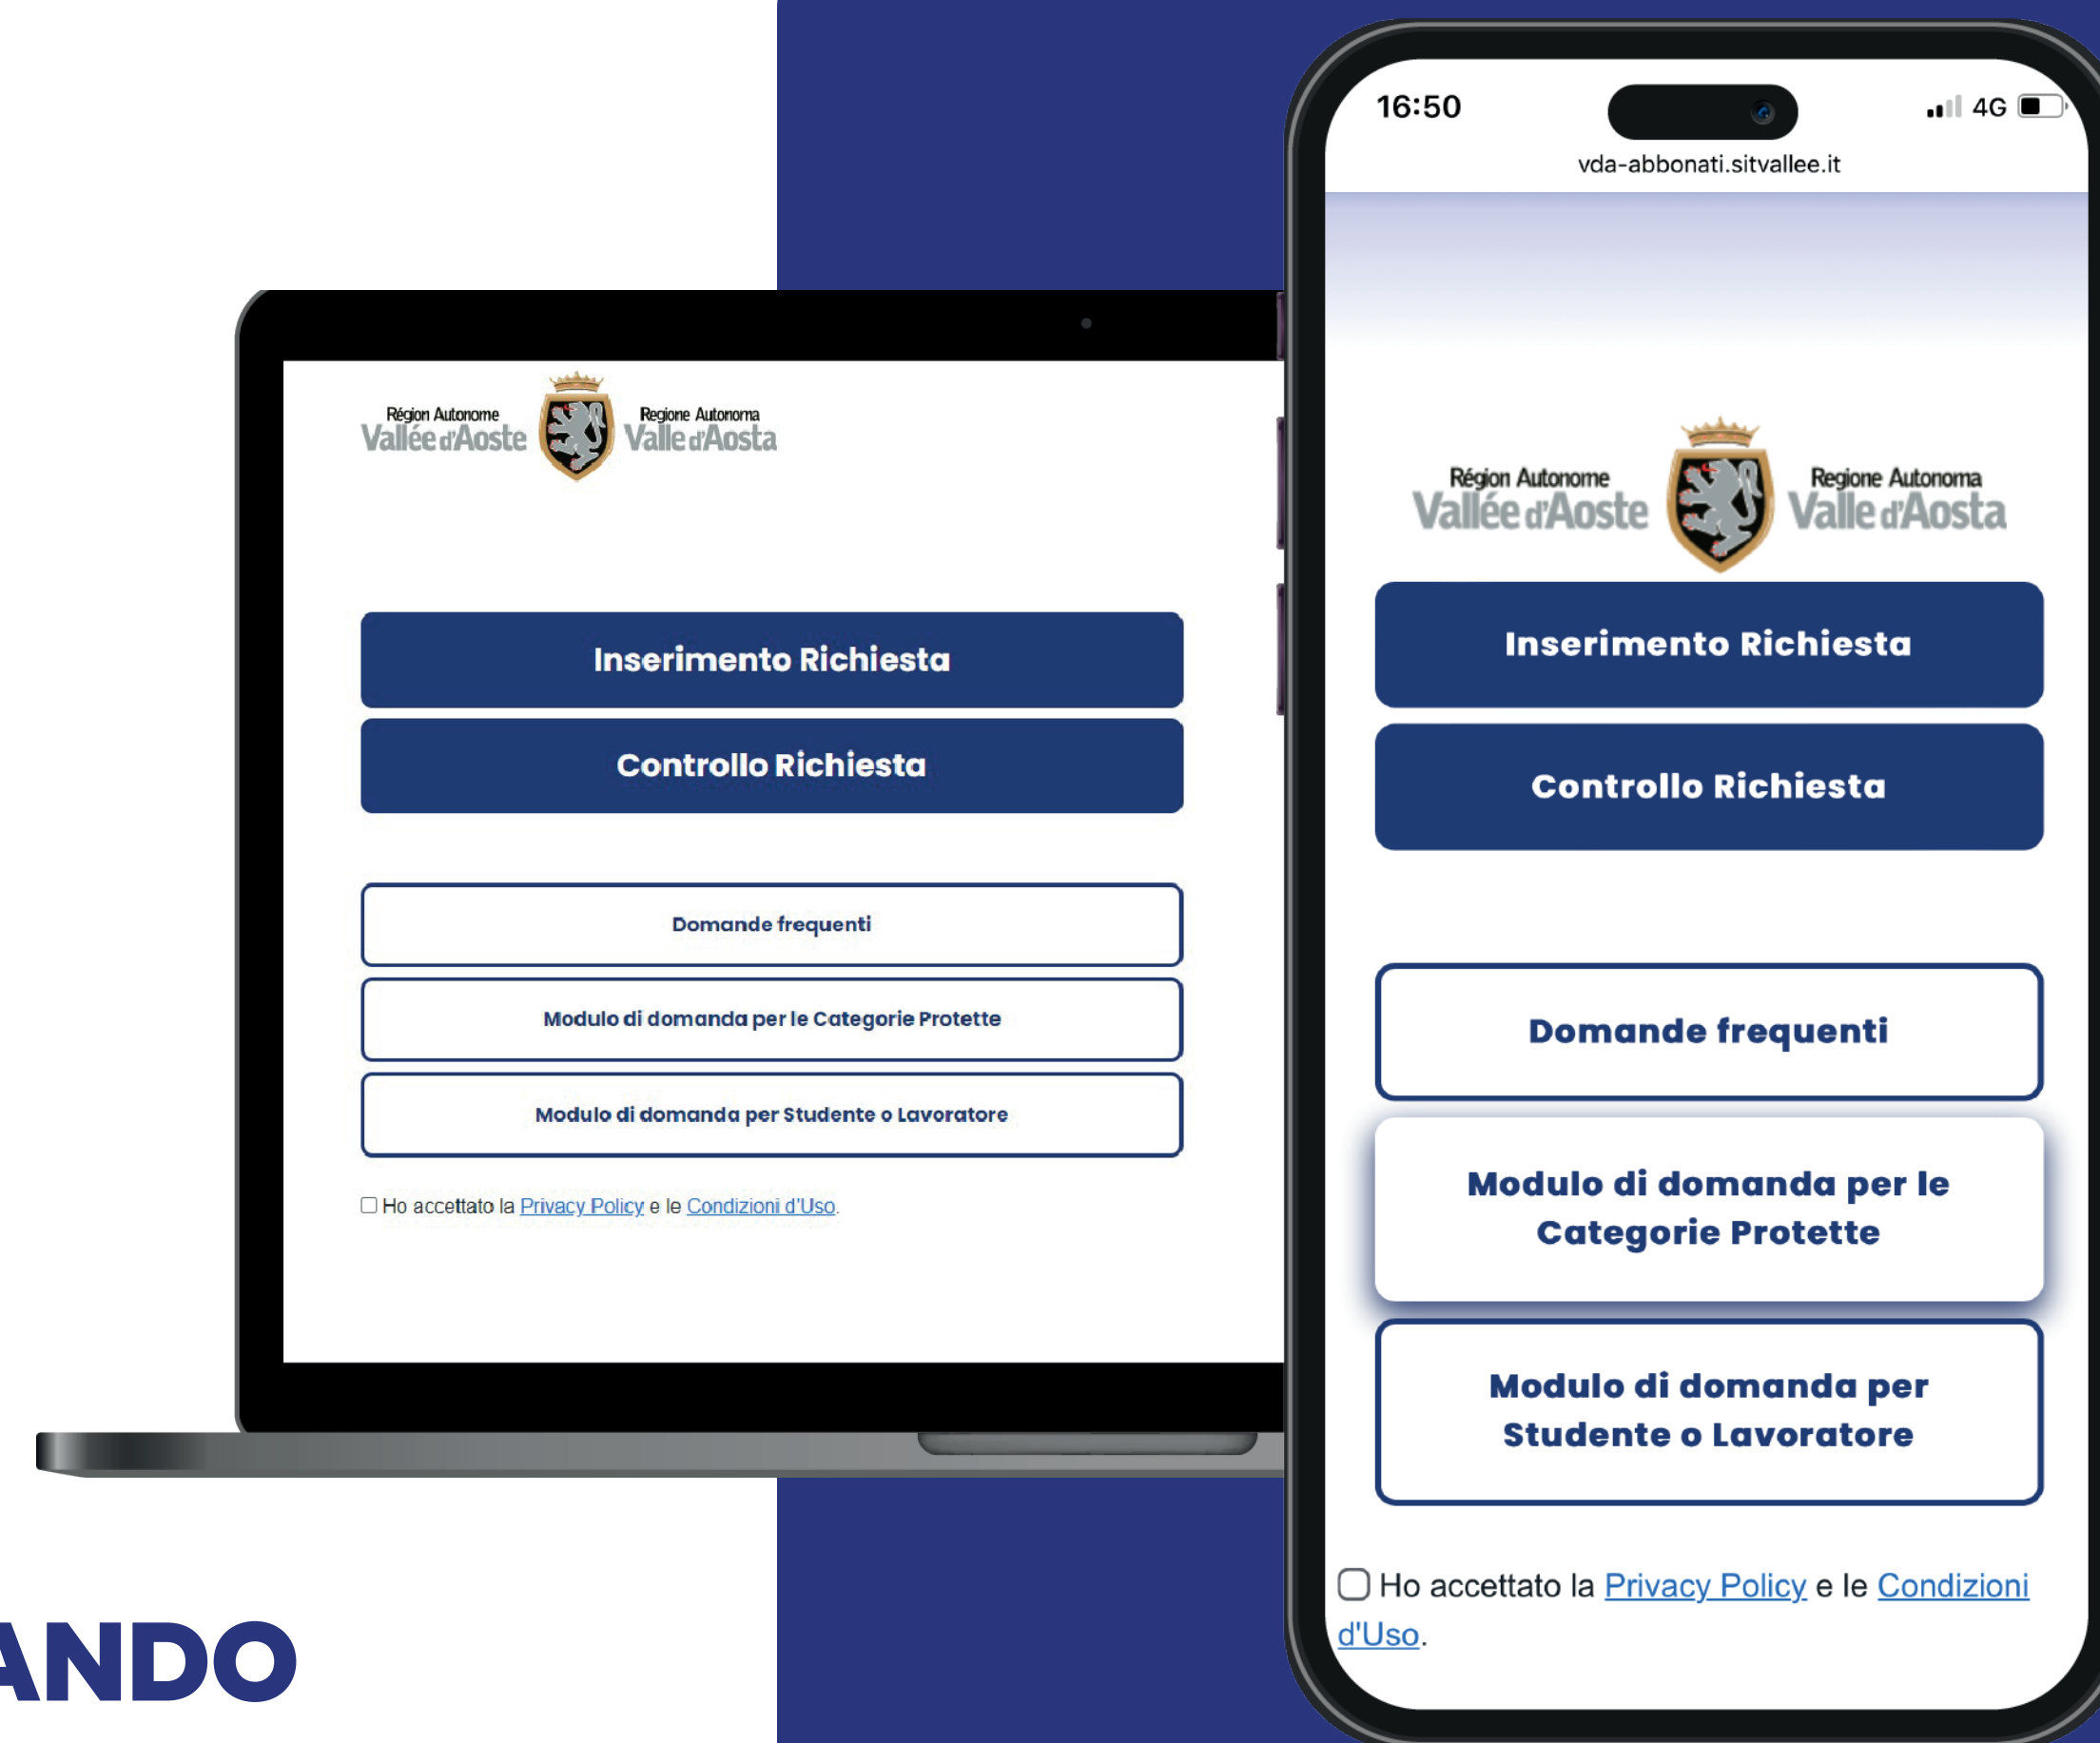 Région Autonome
Vallée d'Aoste
Regione Autonoma
Valle d'Aosta
Inserimento Richiesta
Controllo Richiesta
Domande frequenti
Modulo di domanda per le Categorie Protette
Modulo di domanda per Studente o Lavoratore
Ho accettato la Privacy Policy e le Condizioni d'Uso.
16:50
4G
vda-abbonati.sitvallee.it
Région Autonome
Vallée d'Aoste
Regione Autonoma
Valle d'Aosta
Inserimento Richiesta
Controllo Richiesta
Domande frequenti
Modulo di domanda per le
Categorie Protette
Modulo di domanda per
Studente o Lavoratore
Ho accettato la Privacy Policy e le Condizioni
d'Uso.
ANDO